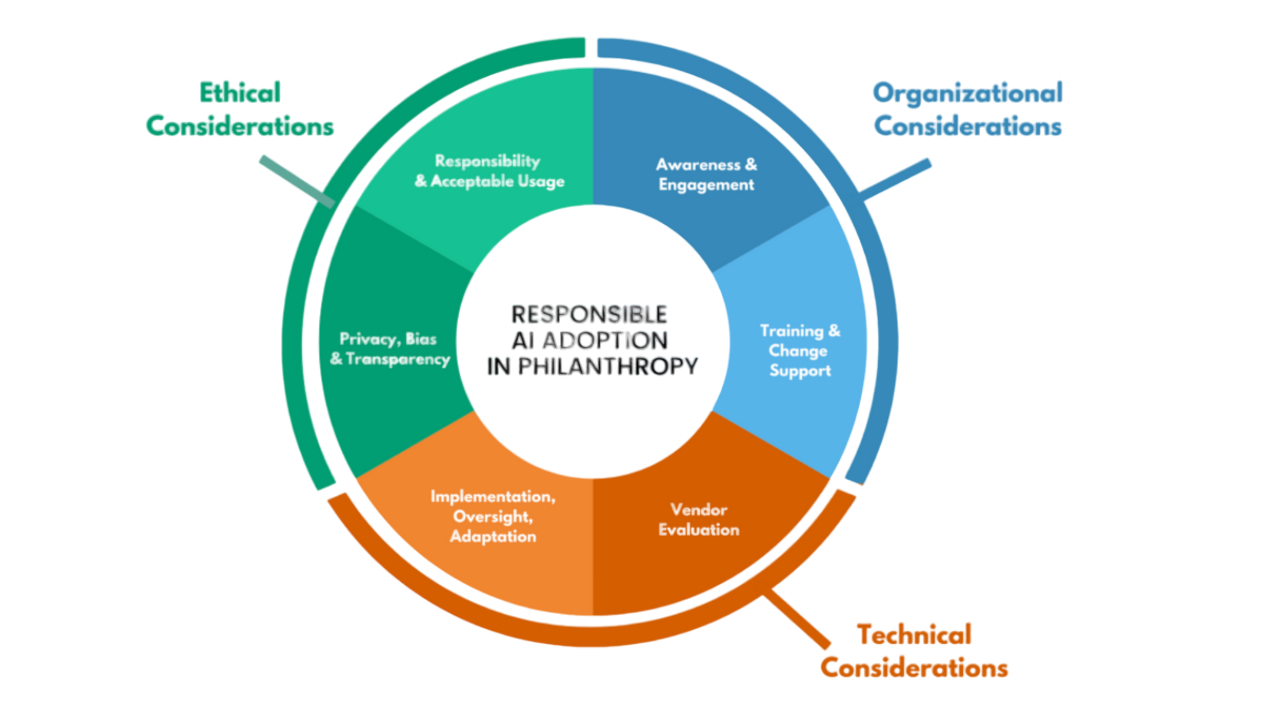 Ethical
Considerations
Organizational
Considerations
Responsibility
& Acceptable Usage
Awareness &
Engagement
Privacy, Bias
& Transparency
RESPONSIBLE
AI ADOPTION
IN PHILANTHROPY
Training &
Change
Support
Implementation,
Oversight,
Adaptation
Vendor
Evaluation
Technical
Considerations